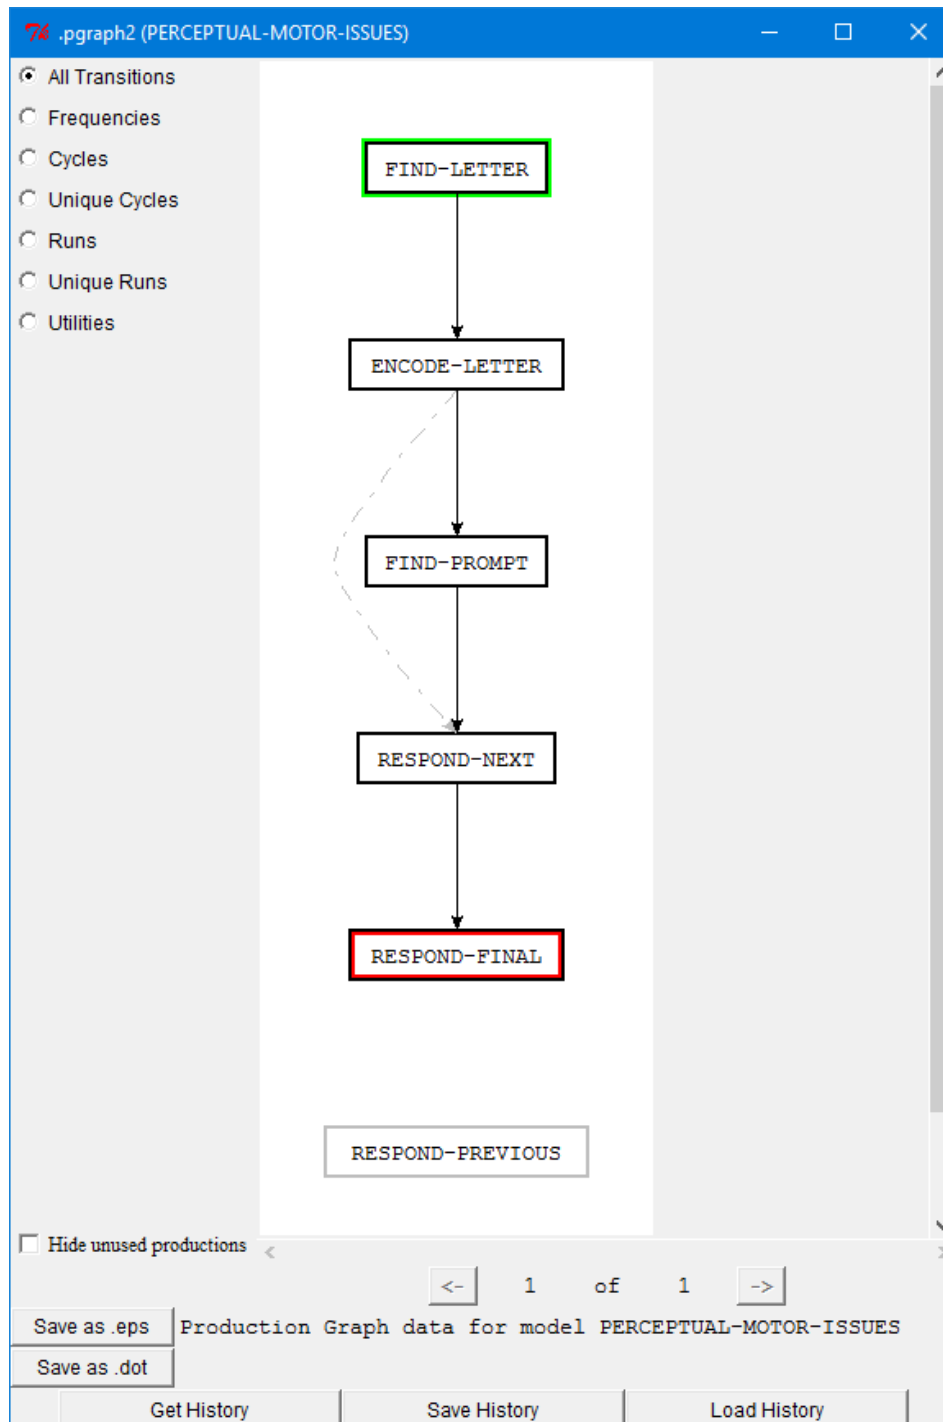 .pgraph2 (PERCEPTUAL-MOTOR-ISSUES)
All Transitions
Frequencies
Cycles
Unique Cycles
Runs
Unique Runs
Utilities
FIND-LETTER
ENCODE-LETTER
FIND-PROMPT
RESPOND-NEXT
RESPOND-FINAL
RESPOND-PREVIOUS
Hide unused productions
<- 1 of 1 ->
Save as .eps Production Graph data for model PERCEPTUAL-MOTOR-ISSUES
Save as .dot
Get History Save History Load History